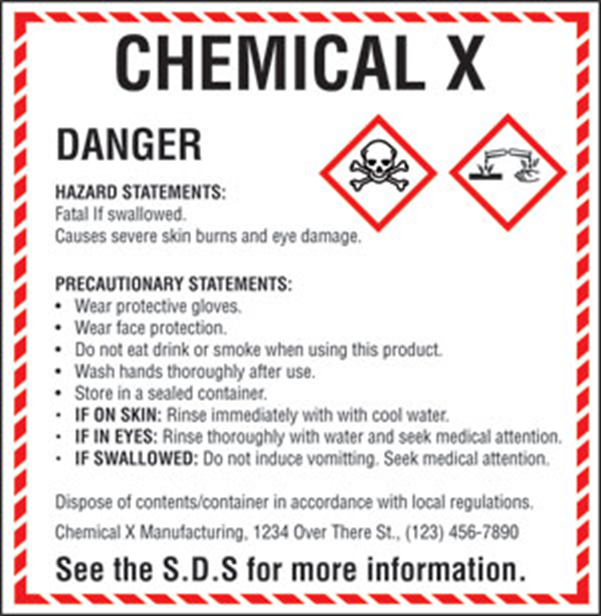 CHEMICAL X
DANGER
HAZARD STATEMENTS:
Fatal If swallowed.
Causes severe skin burns and eye damage.
PRECAUTIONARY STATEMENTS:
• Wear protective gloves.
• Wear face protection.
• Do not eat drink or smoke when using this product.
• Wash hands thoroughly after use.
• Store in a sealed container.
• IF ON SKIN: Rinse immediately with with cool water.
• IF IN EYES: Rinse thoroughly with water and seek medical attention.
• IF SWALLOWED: Do not induce vomitting. Seek medical attention.
Dispose of contents/container in accordance with local regulations.
Chemical X Manufacturing, 1234 Over There St., (123) 456-7890
See the S.D.S for more information.